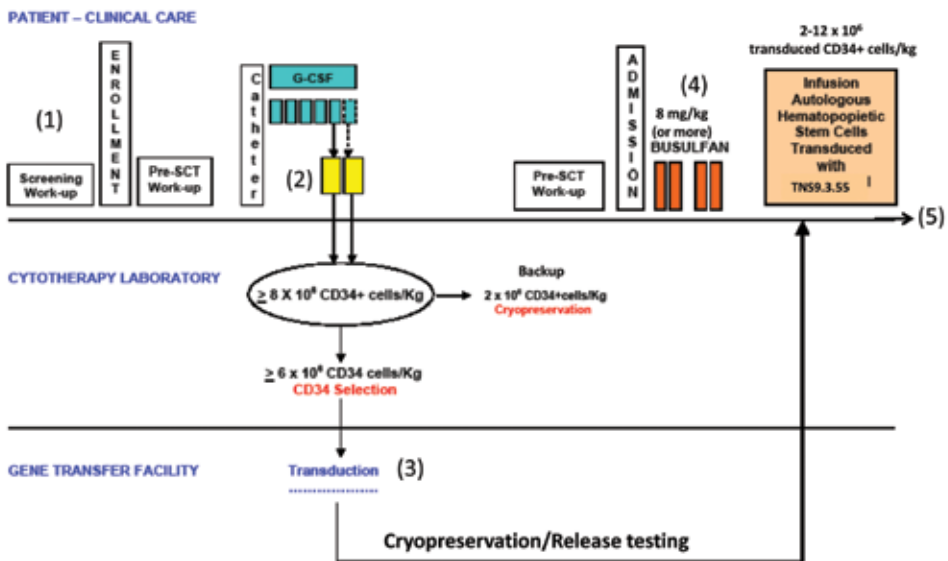 PATIENT – CLINICAL CARE
(1)
Screening
Work-up
ENROLLMENT
Pre-SCT
Work-up
Catheter
G-CSF
(2)
Pre-SCT
Work-up
ADMISSION
(4)
8 mg/kg
(or more)
BUSULFAN
2-12 x 10⁶
transduced CD34+ cells/kg
Infusion
Autologous
Hematopopietic
Stem Cells
Transduced
with
TNS9.3.55 I
(5)
CYTOTHERAPY LABORATORY
≥ 8 X 10⁶ CD34+ cells/Kg
Backup
2 x 10⁶ CD34+cells/Kg
Cryopreservation
≥ 6 x 10⁶ CD34 cells/Kg
CD34 Selection
GENE TRANSFER FACILITY
Transduction
(3)
Cryopreservation/Release testing